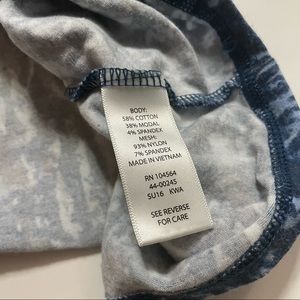 BODY:
58% COTTON
38% MODAL
4% SPANDEX
MESH:
93% NYLON
7% SPANDEX
MADE IN VIETNAM
RN 104564
44-00245
SU16 KWA
SEE REVERSE
FOR CARE